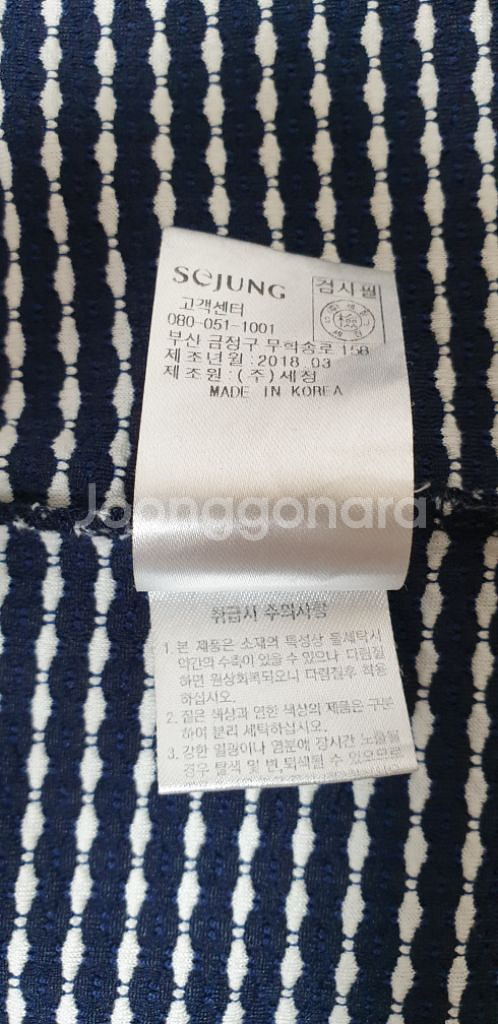 SeJUNG
검사필
고객센터
080-051-1001
부산 금정구 무학송로 158
제조년월 : 2018 03
제조원 : (주)세정
MADE IN KOREA
Joonggonara
취급시 주의사항
1. 본 제품은 소재의 특성상 물세탁시
약간의 수축이 있을 수 있으나 다림질
하면 원상회복되오니 다림질후 착용
하십시오.
2. 짙은 색상과 연한 색상의 제품은 구분
하여 분리 세탁하십시오.
3. 강한 일광이나 염분에 장시간 노출될
경우 탈색 및 변,퇴색될 수 있으므로